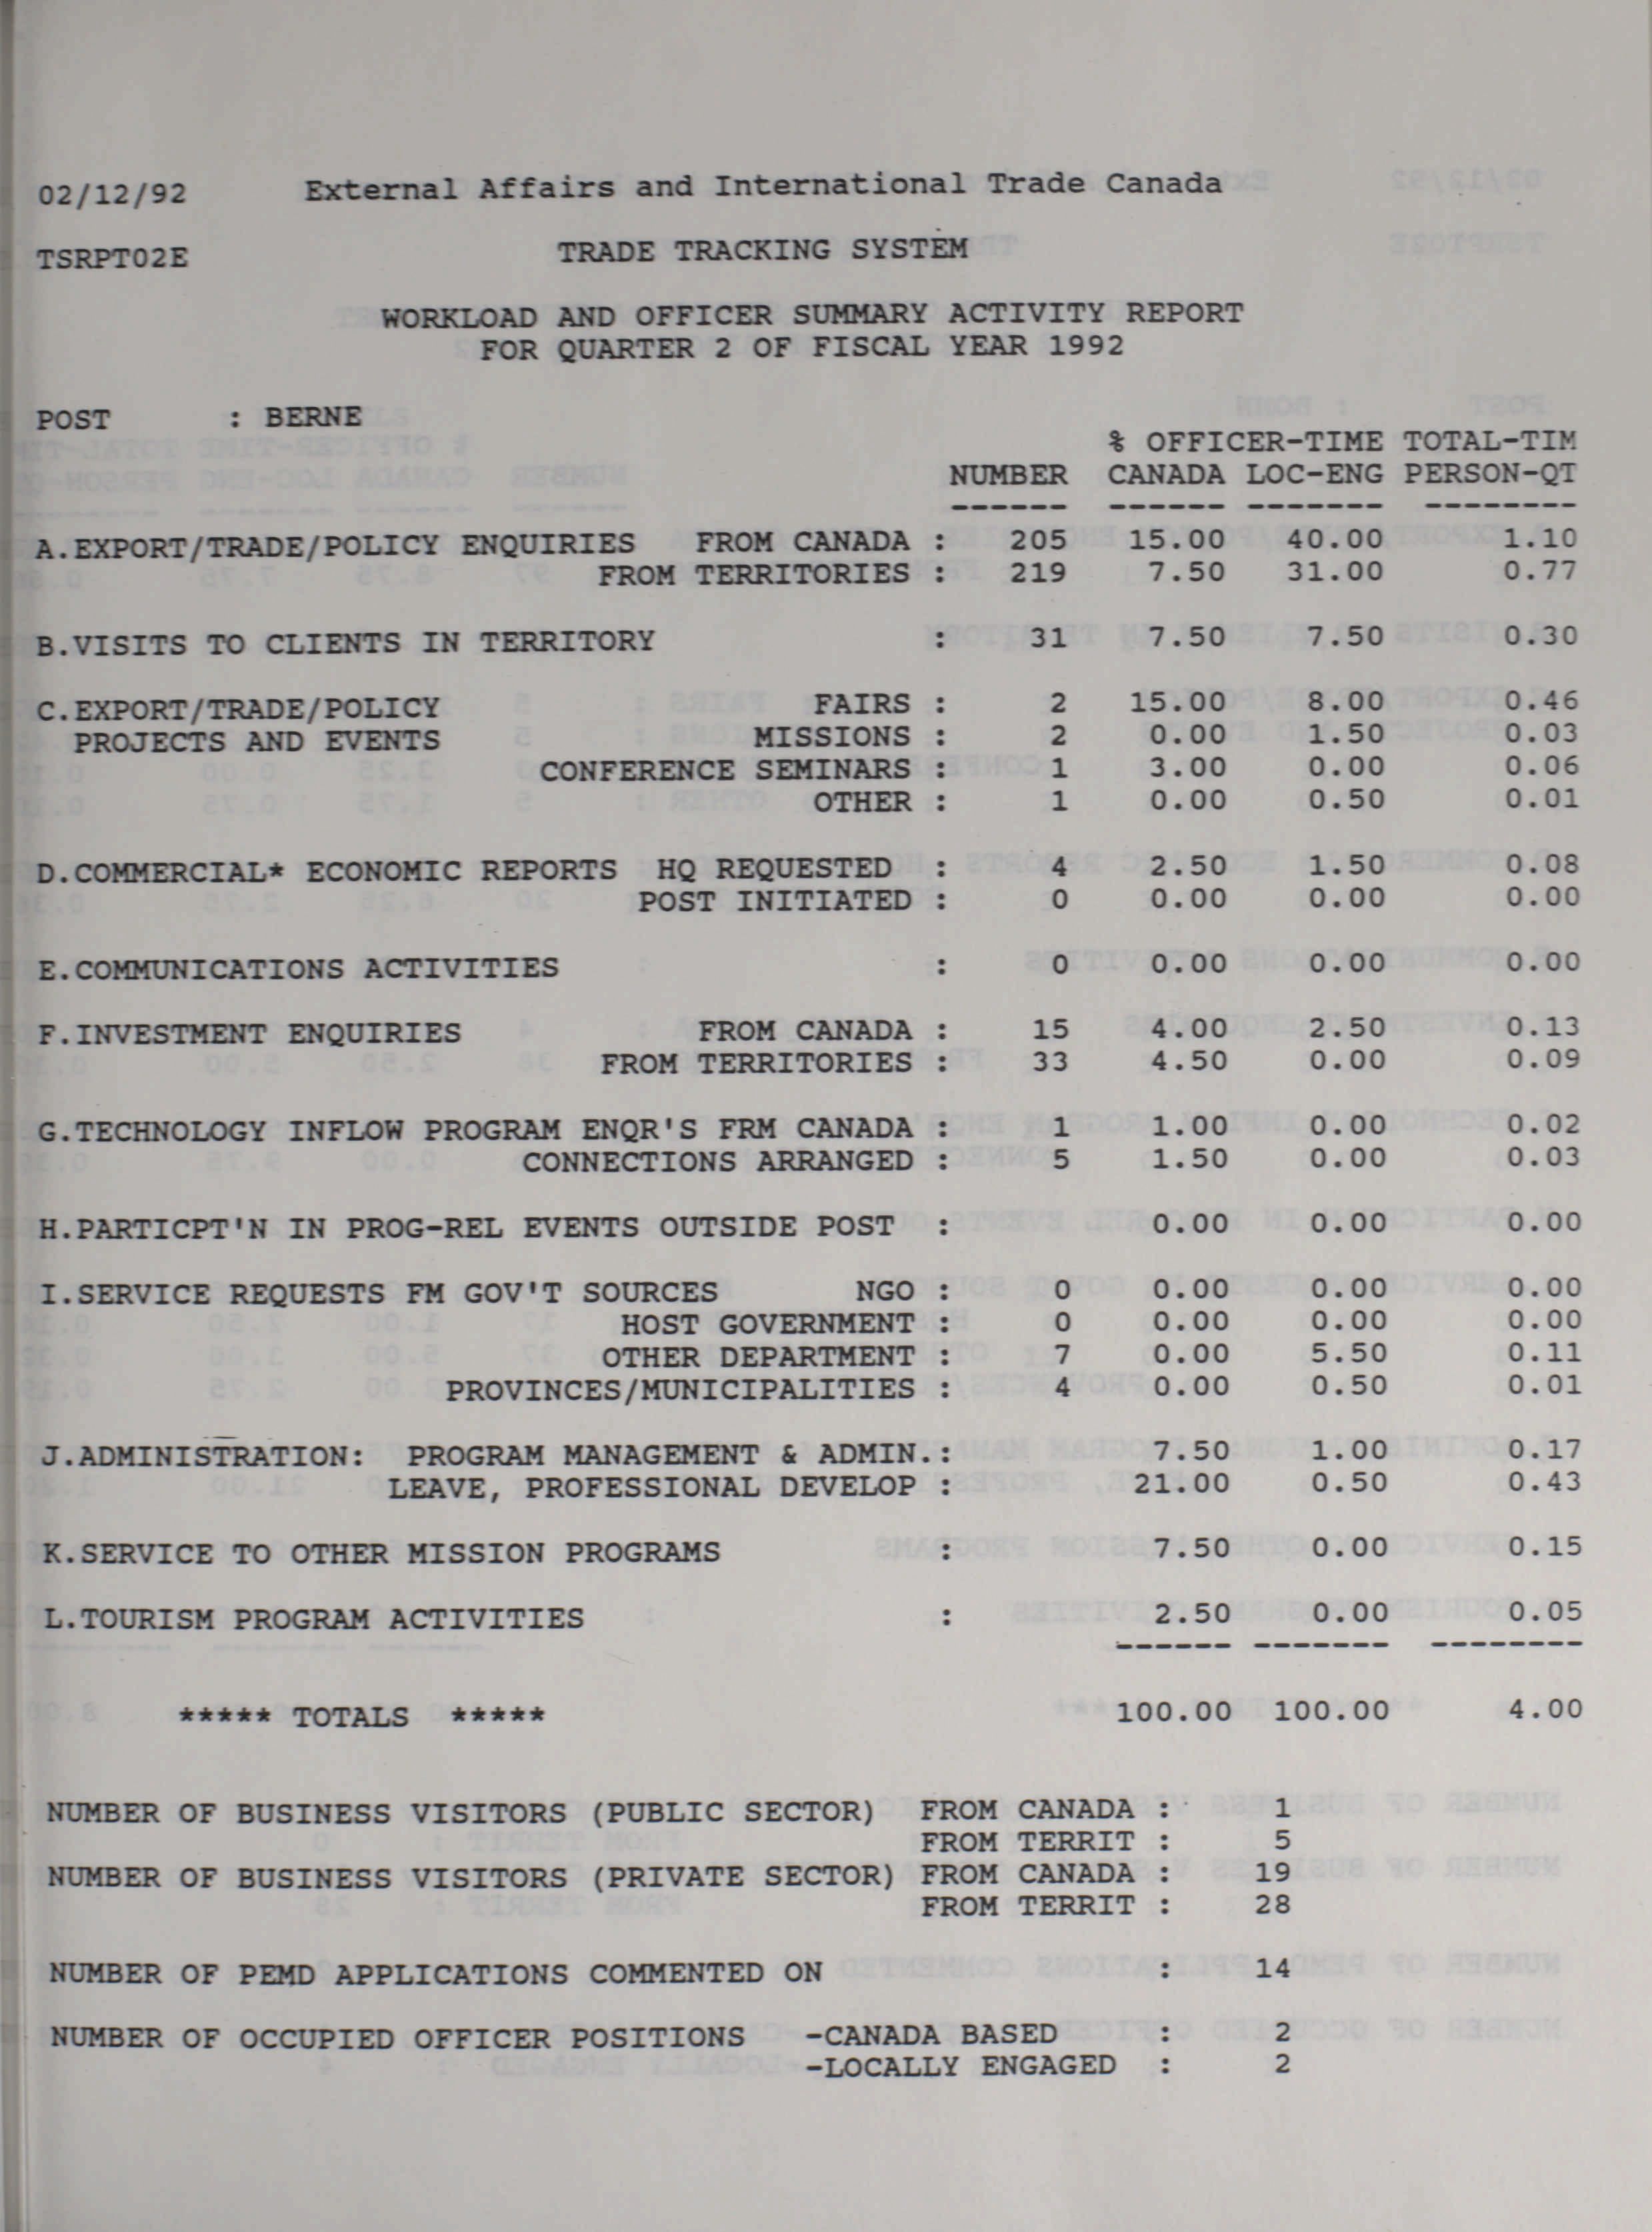 02/12/92 External Affairs and International Trade Canada
TSRPT02E TRADE TRACKING SYSTEM
WORKLOAD AND OFFICER SUMMARY ACTIVITY REPORT
FOR QUARTER 2 OF FISCAL YEAR 1992
POST : BERNE
% OFFICER-TIME TOTAL-TIM
NUMBER CANADA LOC-ENG PERSON-QT
------ ------ ------- --------
A.EXPORT/TRADE/POLICY ENQUIRIES FROM CANADA : 205 15.00 40.00 1.10
FROM TERRITORIES : 219 7.50 31.00 0.77
B.VISITS TO CLIENTS IN TERRITORY : 31 7.50 7.50 0.30
C.EXPORT/TRADE/POLICY FAIRS : 2 15.00 8.00 0.46
PROJECTS AND EVENTS MISSIONS : 2 0.00 1.50 0.03
CONFERENCE SEMINARS : 1 3.00 0.00 0.06
OTHER : 1 0.00 0.50 0.01
D.COMMERCIAL* ECONOMIC REPORTS HQ REQUESTED : 4 2.50 1.50 0.08
POST INITIATED : 0 0.00 0.00 0.00
E.COMMUNICATIONS ACTIVITIES : 0 0.00 0.00 0.00
F.INVESTMENT ENQUIRIES FROM CANADA : 15 4.00 2.50 0.13
FROM TERRITORIES : 33 4.50 0.00 0.09
G.TECHNOLOGY INFLOW PROGRAM ENQR'S FRM CANADA : 1 1.00 0.00 0.02
CONNECTIONS ARRANGED : 5 1.50 0.00 0.03
H.PARTICPT'N IN PROG-REL EVENTS OUTSIDE POST : 0.00 0.00 0.00
I.SERVICE REQUESTS FM GOV'T SOURCES NGO : 0 0.00 0.00 0.00
HOST GOVERNMENT : 0 0.00 0.00 0.00
OTHER DEPARTMENT : 7 0.00 5.50 0.11
PROVINCES/MUNICIPALITIES : 4 0.00 0.50 0.01
J.ADMINISTRATION: PROGRAM MANAGEMENT & ADMIN.: 7.50 1.00 0.17
LEAVE, PROFESSIONAL DEVELOP : 21.00 0.50 0.43
K.SERVICE TO OTHER MISSION PROGRAMS : 7.50 0.00 0.15
L.TOURISM PROGRAM ACTIVITIES : 2.50 0.00 0.05
------ ------- --------
***** TOTALS ***** 100.00 100.00 4.00
NUMBER OF BUSINESS VISITORS (PUBLIC SECTOR) FROM CANADA : 1
FROM TERRIT : 5
NUMBER OF BUSINESS VISITORS (PRIVATE SECTOR) FROM CANADA : 19
FROM TERRIT : 28
NUMBER OF PEMD APPLICATIONS COMMENTED ON : 14
NUMBER OF OCCUPIED OFFICER POSITIONS -CANADA BASED : 2
-LOCALLY ENGAGED : 2